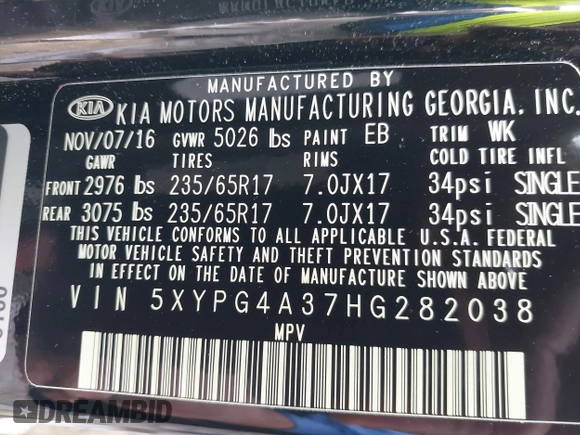 MANUFACTURED BY
KIA KIA MOTORS MANUFACTURING GEORGIA, INC.
NOV/07/16 GVWR 5026 lbs PAINT EB TRIM WK
GAWR TIRES RIMS COLD TIRE INFL
FRONT 2976 lbs 235/65R17 7.0JX17 34psi SINGLE
REAR 3075 lbs 235/65R17 7.0JX17 34psi SINGLE
THIS VEHICLE CONFORMS TO ALL APPLICABLE U.S.A. FEDERAL
MOTOR VEHICLE SAFETY AND THEFT PREVENTION STANDARDS
IN EFFECT ON THE DATE OF MANUFACTURE SHOWN ABOVE
VIN 5XYPG4A37HG282038
MPV
DREAMBID